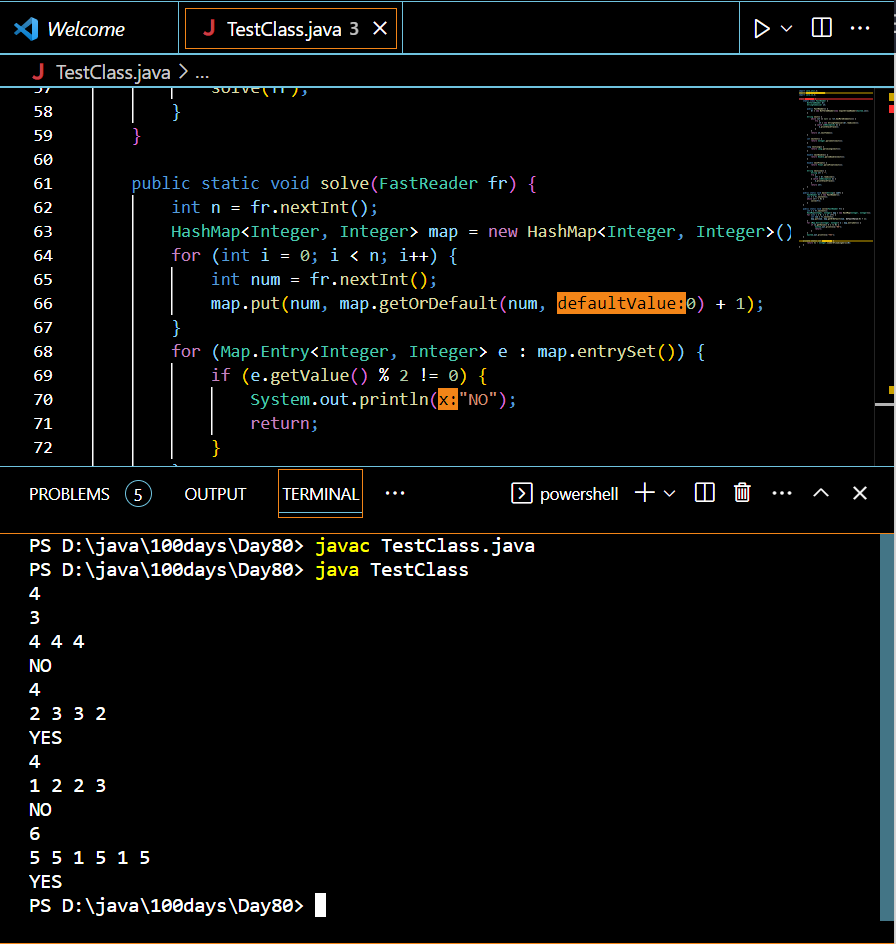 Welcome
TestClass.java 3
TestClass.java > ...
57 solve(fr);
58 }
59 }
60
61 public static void solve(FastReader fr) {
62 int n = fr.nextInt();
63 HashMap<Integer, Integer> map = new HashMap<Integer, Integer>()
64 for (int i = 0; i < n; i++) {
65 int num = fr.nextInt();
66 map.put(num, map.getOrDefault(num, defaultValue:0) + 1);
67 }
68 for (Map.Entry<Integer, Integer> e : map.entrySet()) {
69 if (e.getValue() % 2 != 0) {
70 System.out.println(x:"NO");
71 return;
72 }
PROBLEMS 5 OUTPUT TERMINAL ... powershell
PS D:\java\100days\Day80> javac TestClass.java
PS D:\java\100days\Day80> java TestClass
4
3
4 4 4
NO
4
2 3 3 2
YES
4
1 2 2 3
NO
6
5 5 1 5 1 5
YES
PS D:\java\100days\Day80>